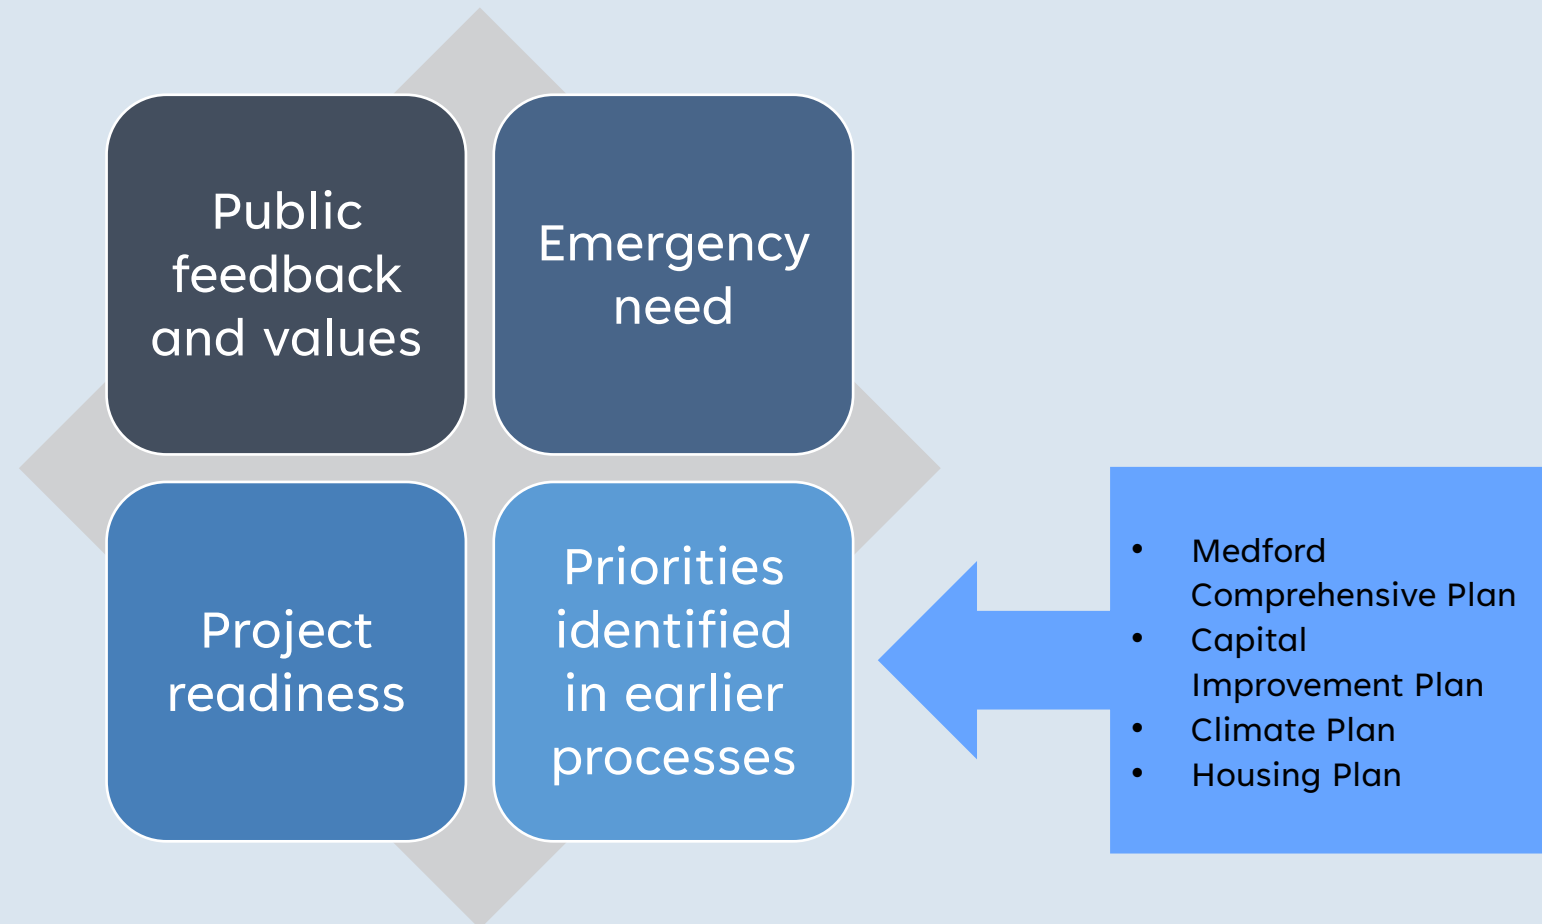 Public
feedback
and values
Emergency
need
Project
readiness
Priorities
identified
in earlier
processes
• Medford
Comprehensive Plan
• Capital
Improvement Plan
• Climate Plan
• Housing Plan